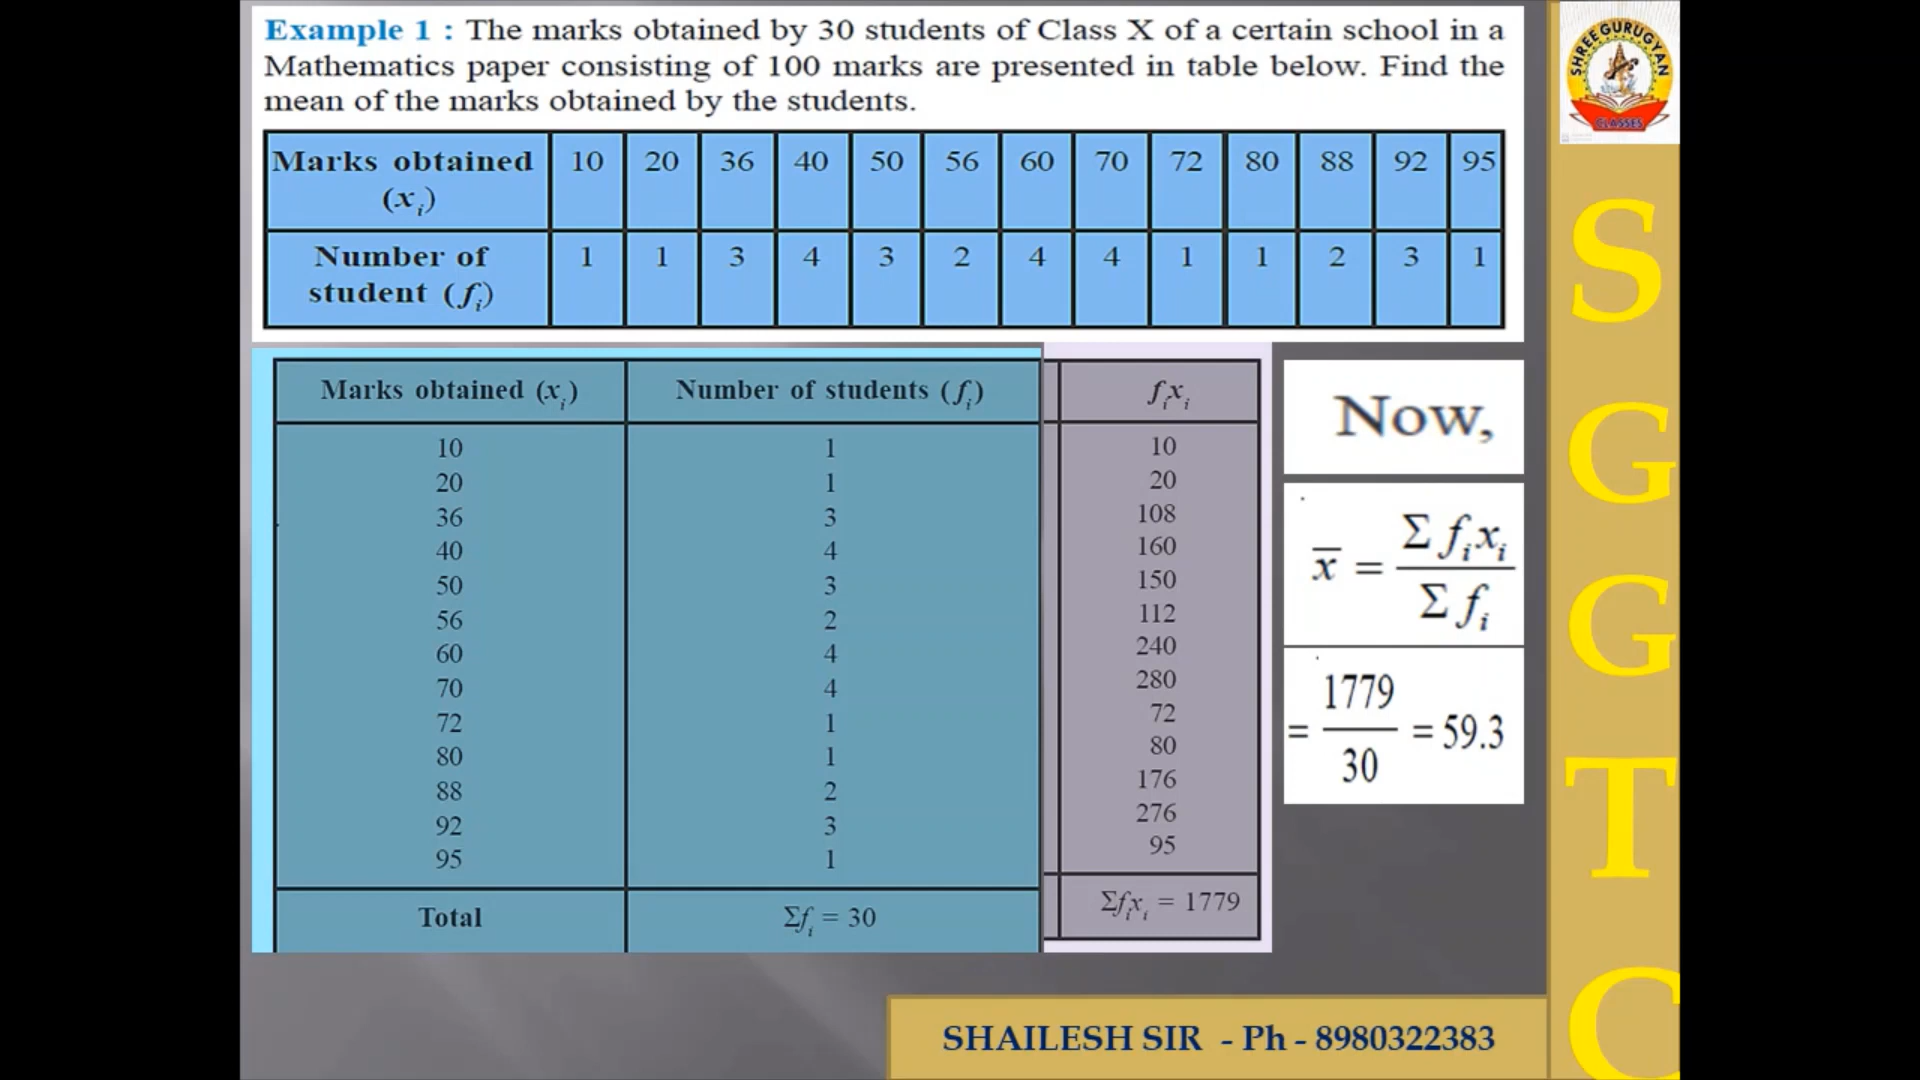 Example 1 : The marks obtained by 30 students of Class X of a certain school in a
Mathematics paper consisting of 100 marks are presented in table below. Find the
mean of the marks obtained by the students.
Marks obtained 10 20 36 40 50 56 60 70 72 80 88 92 95
(xᵢ)
Number of 1 1 3 4 3 2 4 4 1 1 2 3 1
student (fᵢ)
Marks obtained (xᵢ) Number of students (fᵢ) fᵢxᵢ
10 1 10
20 1 20
36 3 108
40 4 160
50 3 150
56 2 112
60 4 240
70 4 280
72 1 72
80 1 80
88 2 176
92 3 276
95 1 95
Total Σfᵢ = 30 Σfᵢxᵢ = 1779
Now,
x̅ = Σ fᵢxᵢ / Σ fᵢ
= 1779 / 30 = 59.3
SHREE GURUGYAN
CLASSES
S
G
G
T
C
SHAILESH SIR - Ph - 8980322383